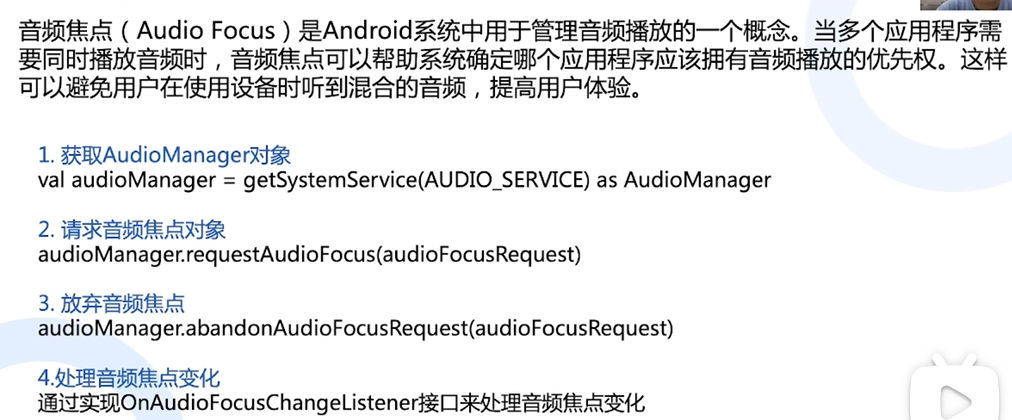 音频焦点（Audio Focus）是Android系统中用于管理音频播放的一个概念。当多个应用程序需
要同时播放音频时，音频焦点可以帮助系统确定哪个应用程序应该拥有音频播放的优先权。这样
可以避免用户在使用设备时听到混合的音频，提高用户体验。
1. 获取AudioManager对象
val audioManager = getSystemService(AUDIO_SERVICE) as AudioManager
2. 请求音频焦点对象
audioManager.requestAudioFocus(audioFocusRequest)
3. 放弃音频焦点
audioManager.abandonAudioFocusRequest(audioFocusRequest)
4.处理音频焦点变化
通过实现OnAudioFocusChangeListener接口来处理音频焦点变化